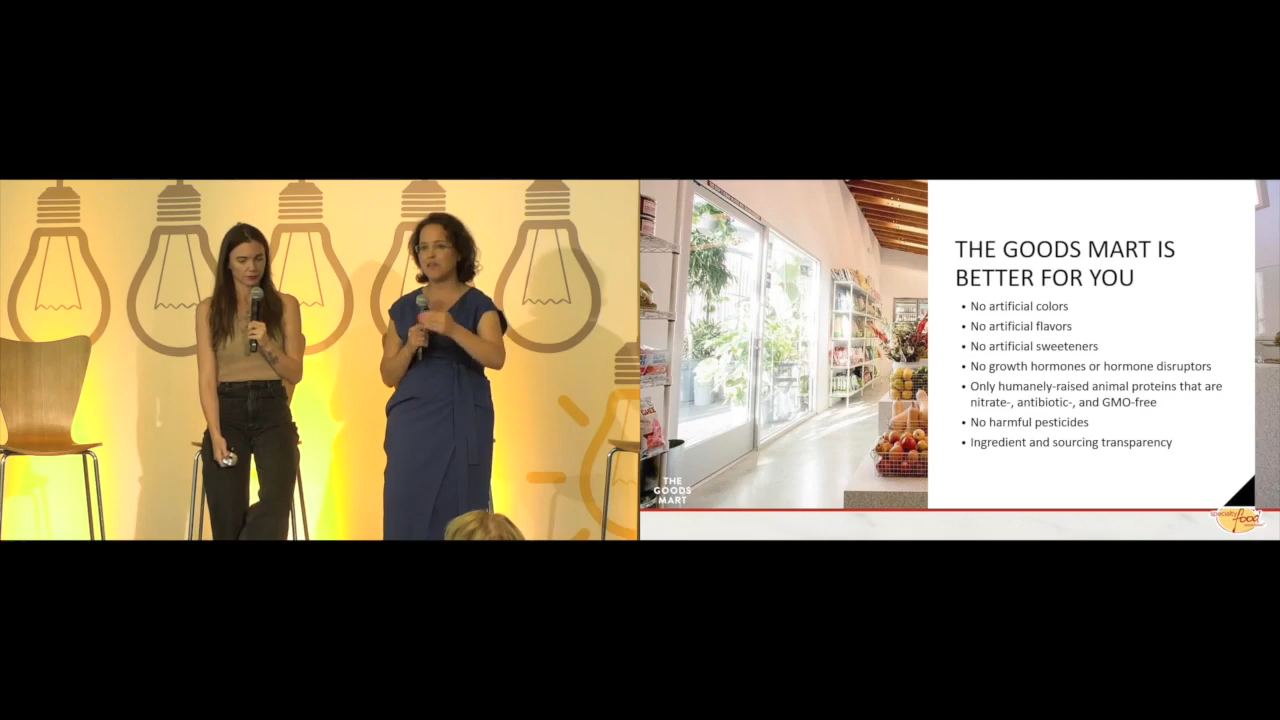 THE GOODS MART IS
BETTER FOR YOU
• No artificial colors
• No artificial flavors
• No artificial sweeteners
• No growth hormones or hormone disruptors
• Only humanely-raised animal proteins that are
nitrate-, antibiotic-, and GMO-free
• No harmful pesticides
• Ingredient and sourcing transparency
THE
GOODS
MART
specialty
food